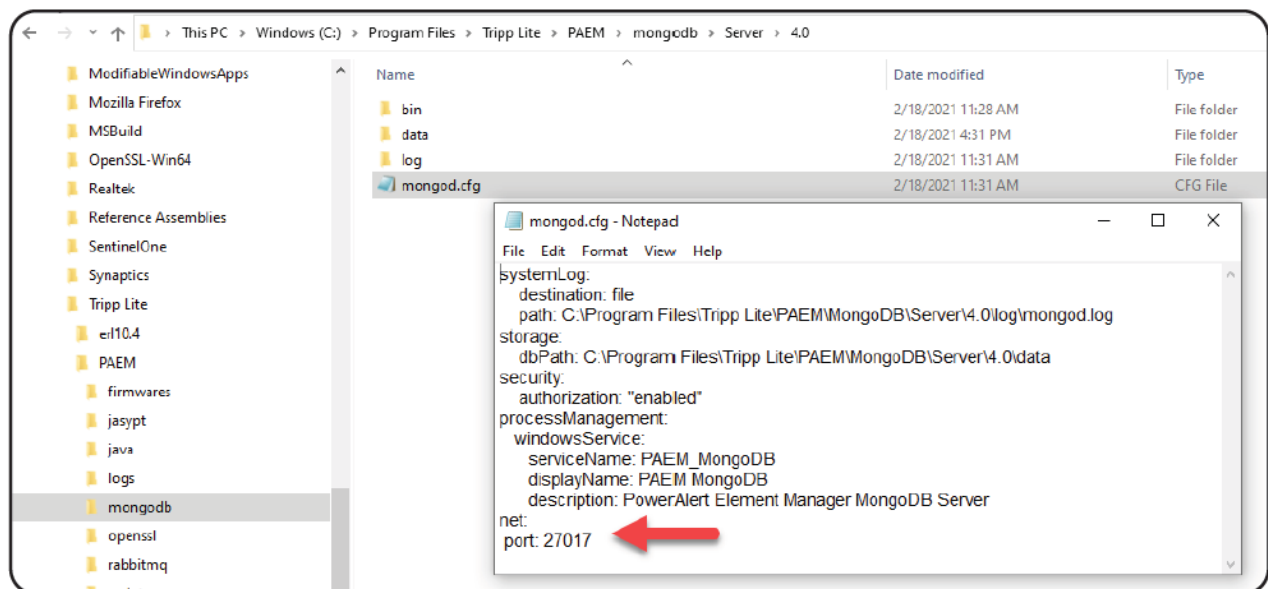 This PC > Windows (C:) > Program Files > Tripp Lite > PAEM > mongodb > Server > 4.0
Name Date modified Type
ModifiableWindowsApps
Mozilla Firefox
MSBuild
OpenSSL-Win64
Realtek
Reference Assemblies
SentinelOne
Synaptics
Tripp Lite
erl10.4
PAEM
firmwares
jasypt
java
logs
mongodb
openssl
rabbitmq
bin 2/18/2021 11:28 AM File folder
data 2/18/2021 4:31 PM File folder
log 2/18/2021 11:31 AM File folder
mongod.cfg 2/18/2021 11:31 AM CFG File
mongod.cfg - Notepad
File Edit Format View Help
systemLog:
destination: file
path: C:\Program Files\Tripp Lite\PAEM\MongoDB\Server\4.0\log\mongod.log
storage:
dbPath: C:\Program Files\Tripp Lite\PAEM\MongoDB\Server\4.0\data
security:
authorization: "enabled"
processManagement:
windowsService:
serviceName: PAEM_MongoDB
displayName: PAEM MongoDB
description: PowerAlert Element Manager MongoDB Server
net:
port: 27017